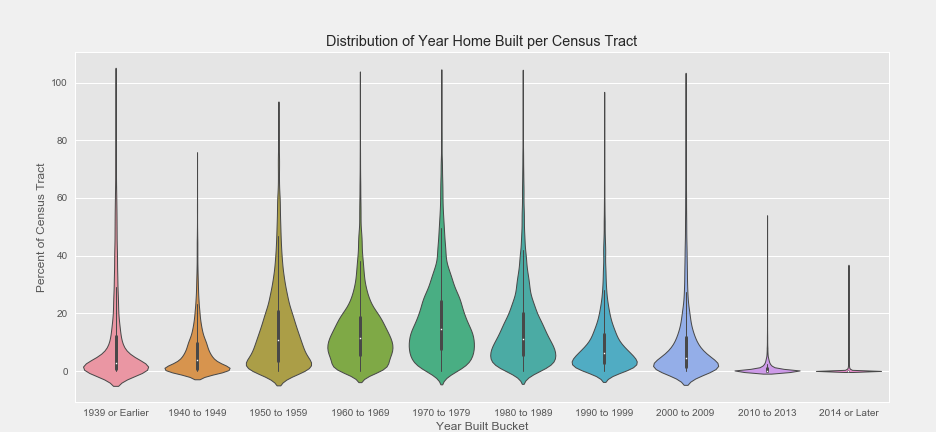 Distribution of Year Home Built per Census Tract
Percent of Census Tract
100
80
60
40
20
0
1939 or Earlier 1940 to 1949 1950 to 1959 1960 to 1969 1970 to 1979 1980 to 1989 1990 to 1999 2000 to 2009 2010 to 2013 2014 or Later
Year Built Bucket